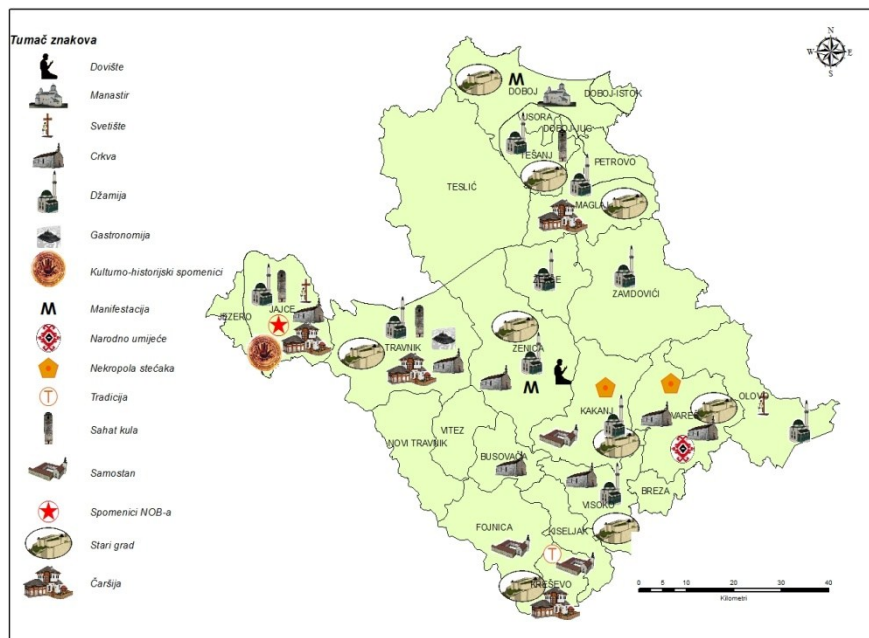 Tumač znakova
Dovište
Manastir
Svetište
Crkva
Džamija
Gastronomija
Kulturno-historijski spomenici
M
Manifestacija
Narodno umijeće
Nekropola stećaka
T
Tradicija
Sahat kula
Samostan
Spomenici NOB-a
Stari grad
Čaršija
N
W E
S
M
DOBOJ
DOBOJ-ISTOK
USORA
DOBOJ-JUG
TEŠANJ
PETROVO
TESLIĆ
MAGLAJ
ZAVIDOVIĆI
JEZERO
JAJCE
TRAVNIK
ZENICA
M
KAKANJ
VAREŠ
OLOVO
NOVI TRAVNIK
VITEZ
BUSOVAČA
VISOKO
BREZA
FOJNICA
KISELJAK
T
KREŠEVO
0 5 10 20 30 40
Kilometri